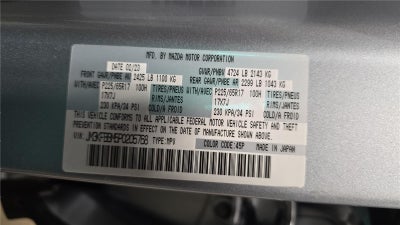 MFD. BY MAZDA MOTOR CORPORATION
DATE 02/23 GVWR/PNBV 4724 LB 2143 KG
FRONT GAWR/PNBE AR 2425 LB 1100 KG REAR GAWR/PNBE AR 2299 LB 1043 KG
WITH/AVEC P225/65R17 100H TIRES/PNEUS WITH/AVEC P225/65R17 100H TIRES/PNEUS
17X7J RIMS/JANTES 17X7J RIMS/JANTES
230 KPA/34 PSI COLD/A FROID 230 KPA/34 PSI COLD/A FROID
THIS VEHICLE CONFORMS TO ALL APPLICABLE FEDERAL MOTOR VEHICLE SAFETY AND THEFT
PREVENTION STANDARDS IN EFFECT ON THE DATE OF MANUFACTURE SHOWN ABOVE.
VIN: TYPE: MPV COLOR CODE: 45P MADE IN JAPAN